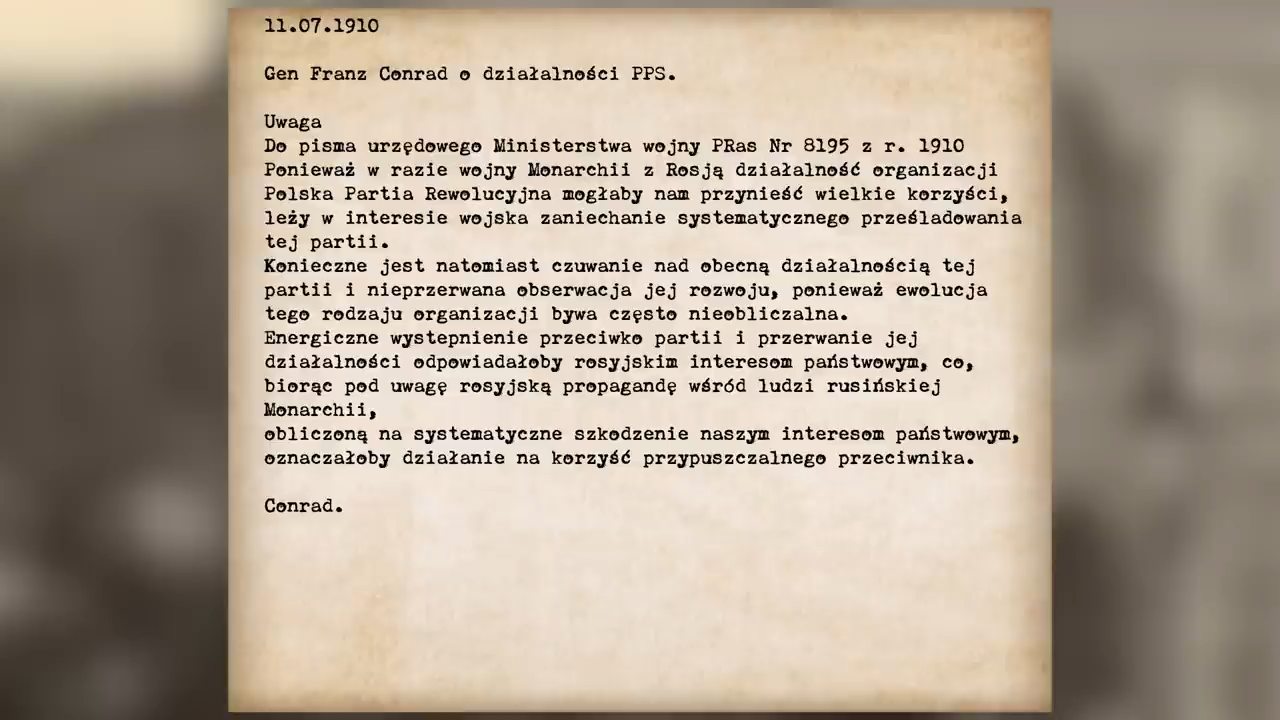 11.07.1910
Gen Franz Conrad o działalności PPS.
Uwaga
Do pisma urzędowego Ministerstwa wojny PRas Nr 8195 z r. 1910
Ponieważ w razie wojny Monarchii z Rosją działalność organizacji
Polska Partia Rewolucyjna mogłaby nam przynieść wielkie korzyści,
leży w interesie wojska zaniechanie systematycznego prześladowania
tej partii.
Konieczne jest natomiast czuwanie nad obecną działalnością tej
partii i nieprzerwana obserwacja jej rozwoju, ponieważ ewolucja
tego rodzaju organizacji bywa często nieobliczalna.
Energiczne wystepnienie przeciwko partii i przerwanie jej
działalności odpowiadałoby rosyjskim interesom państwowym, co,
biorąc pod uwagę rosyjską propagandę wśród ludzi rusińskiej
Monarchii,
obliczoną na systematyczne szkodzenie naszym interesom państwowym,
oznaczałoby działanie na korzyść przypuszczalnego przeciwnika.
Conrad.